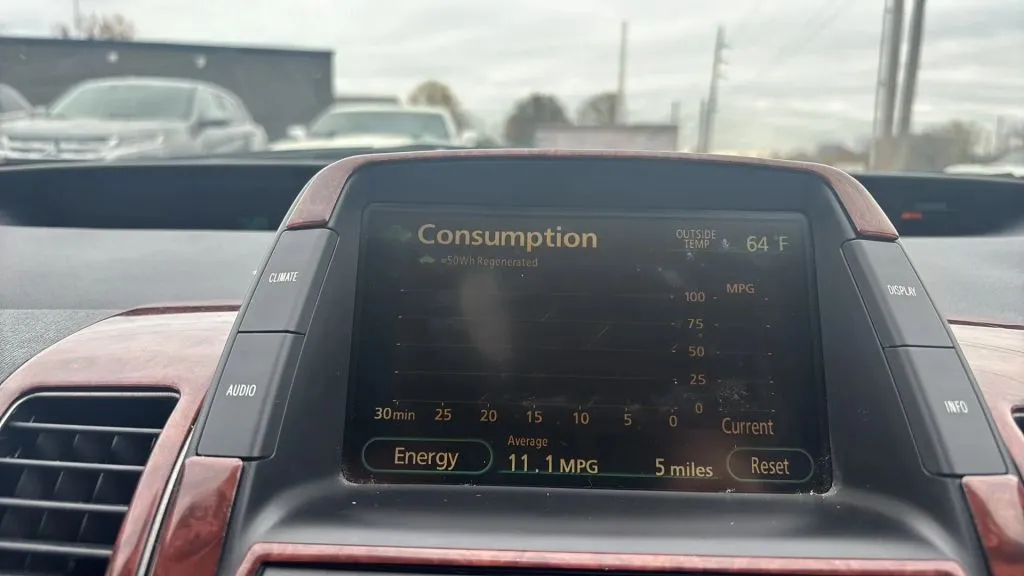 Consumption
OUTSIDE
TEMP
64 F
=50Wh Regenerated
CLIMATE
DISPLAY
MPG
100
75
50
25
0
AUDIO
INFO
30min 25 20 15 10 5 0
Current
Energy
Average
11.1 MPG
5 miles
Reset